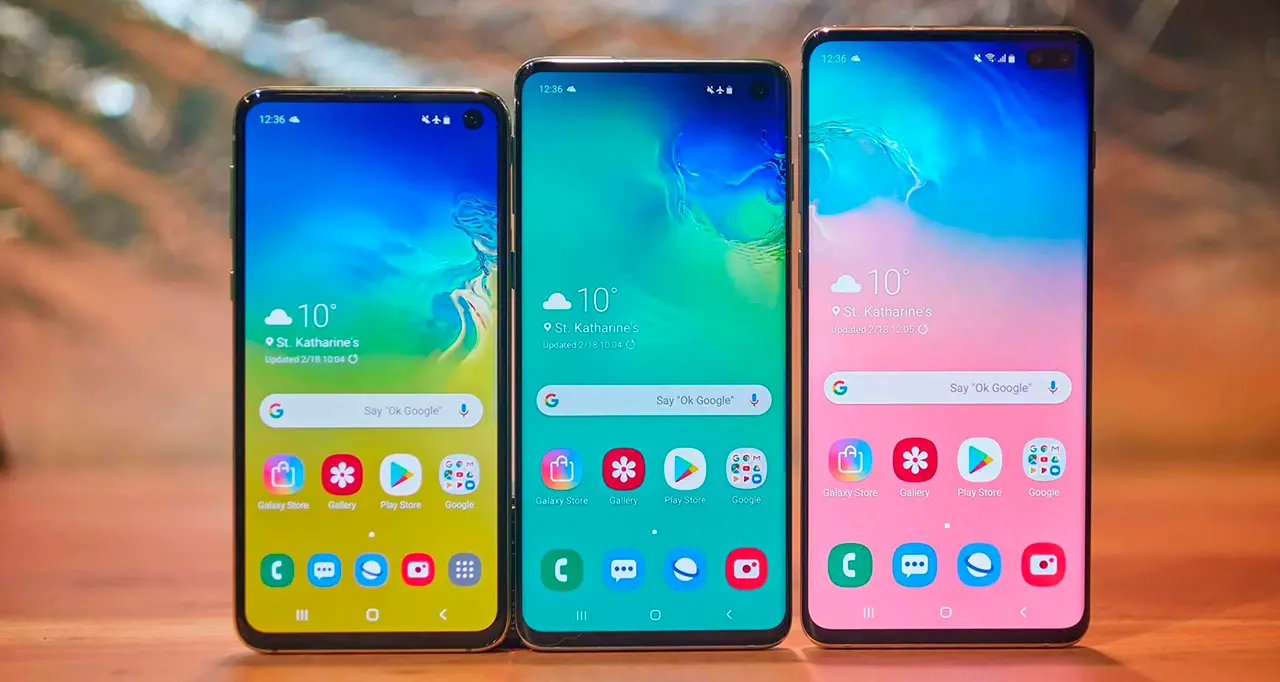 12:36
10°
St. Katharine's
Updated 2/18 10:04
Say "Ok Google"
Galaxy Store Gallery Play Store Google
12:36
10°
St. Katharine's
Updated 2/18 10:04
Say "Ok Google"
Galaxy Store Gallery Play Store Google
12:36
10°
St. Katharine's
Updated 2/18 12:05
Say "Ok Google"
Galaxy Store Gallery Play Store Google